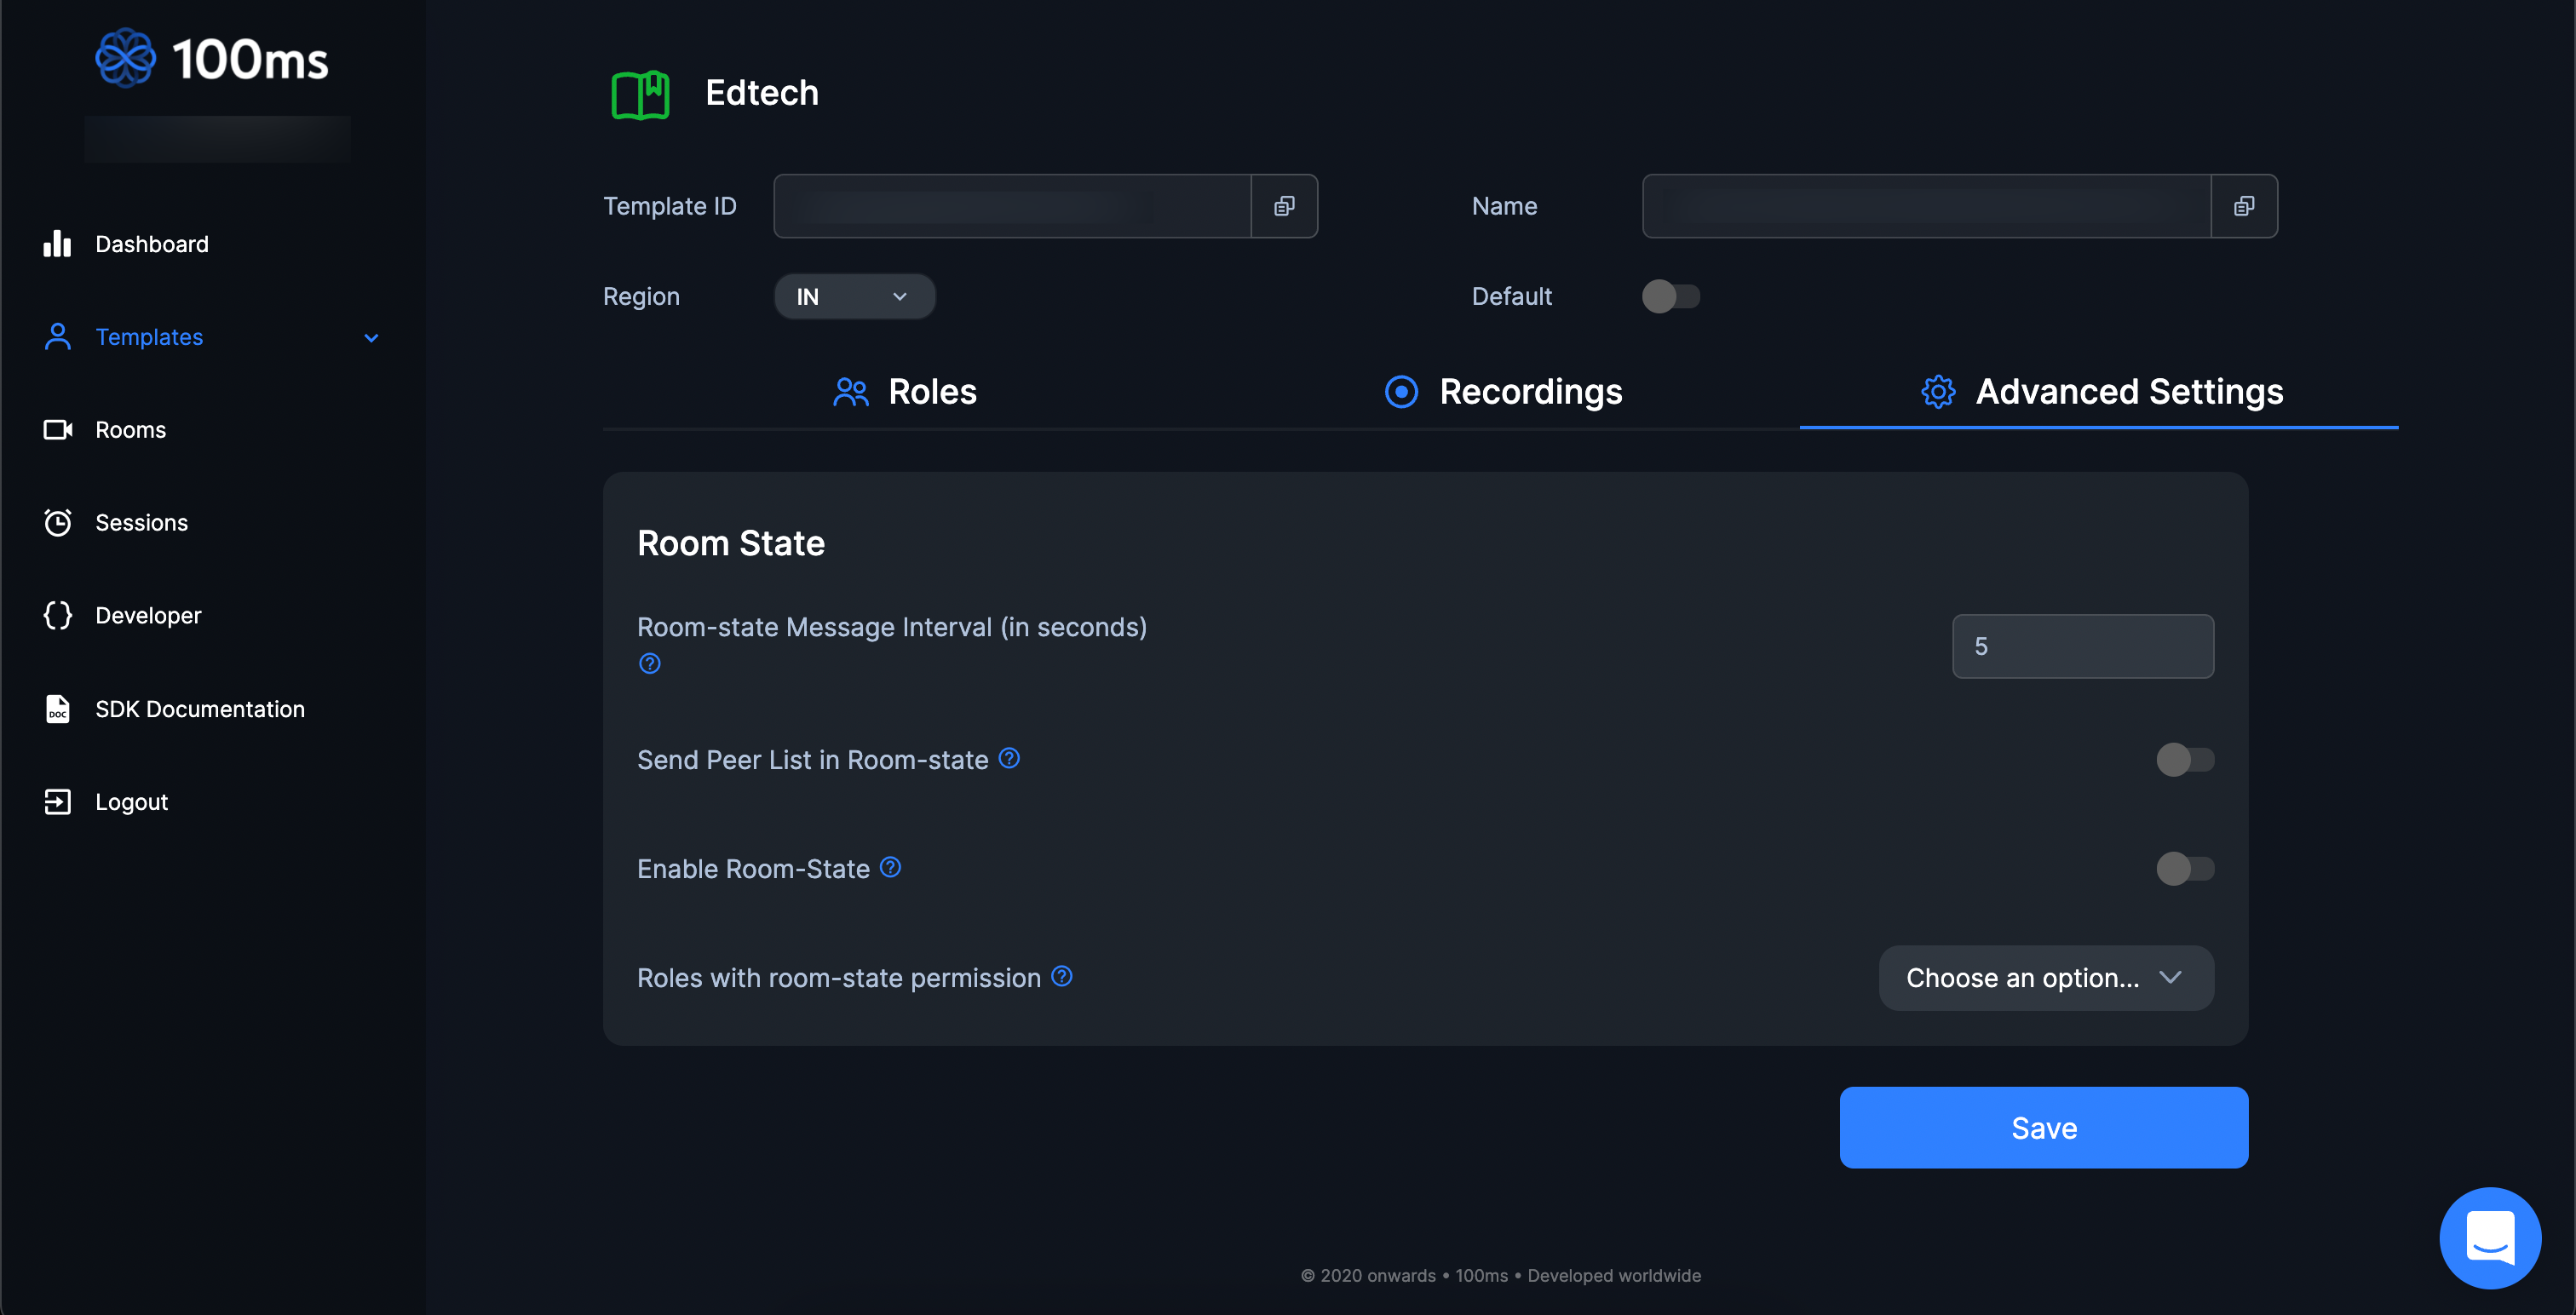 100ms
Dashboard
Templates
Rooms
Sessions
Developer
DOC
SDK Documentation
Logout
Edtech
Template ID
Name
Region
IN
Default
Roles
Recordings
Advanced Settings
Room State
Room-state Message Interval (in seconds)
?
5
Send Peer List in Room-state ?
Enable Room-State ?
Roles with room-state permission ?
Choose an option...
Save
© 2020 onwards • 100ms • Developed worldwide